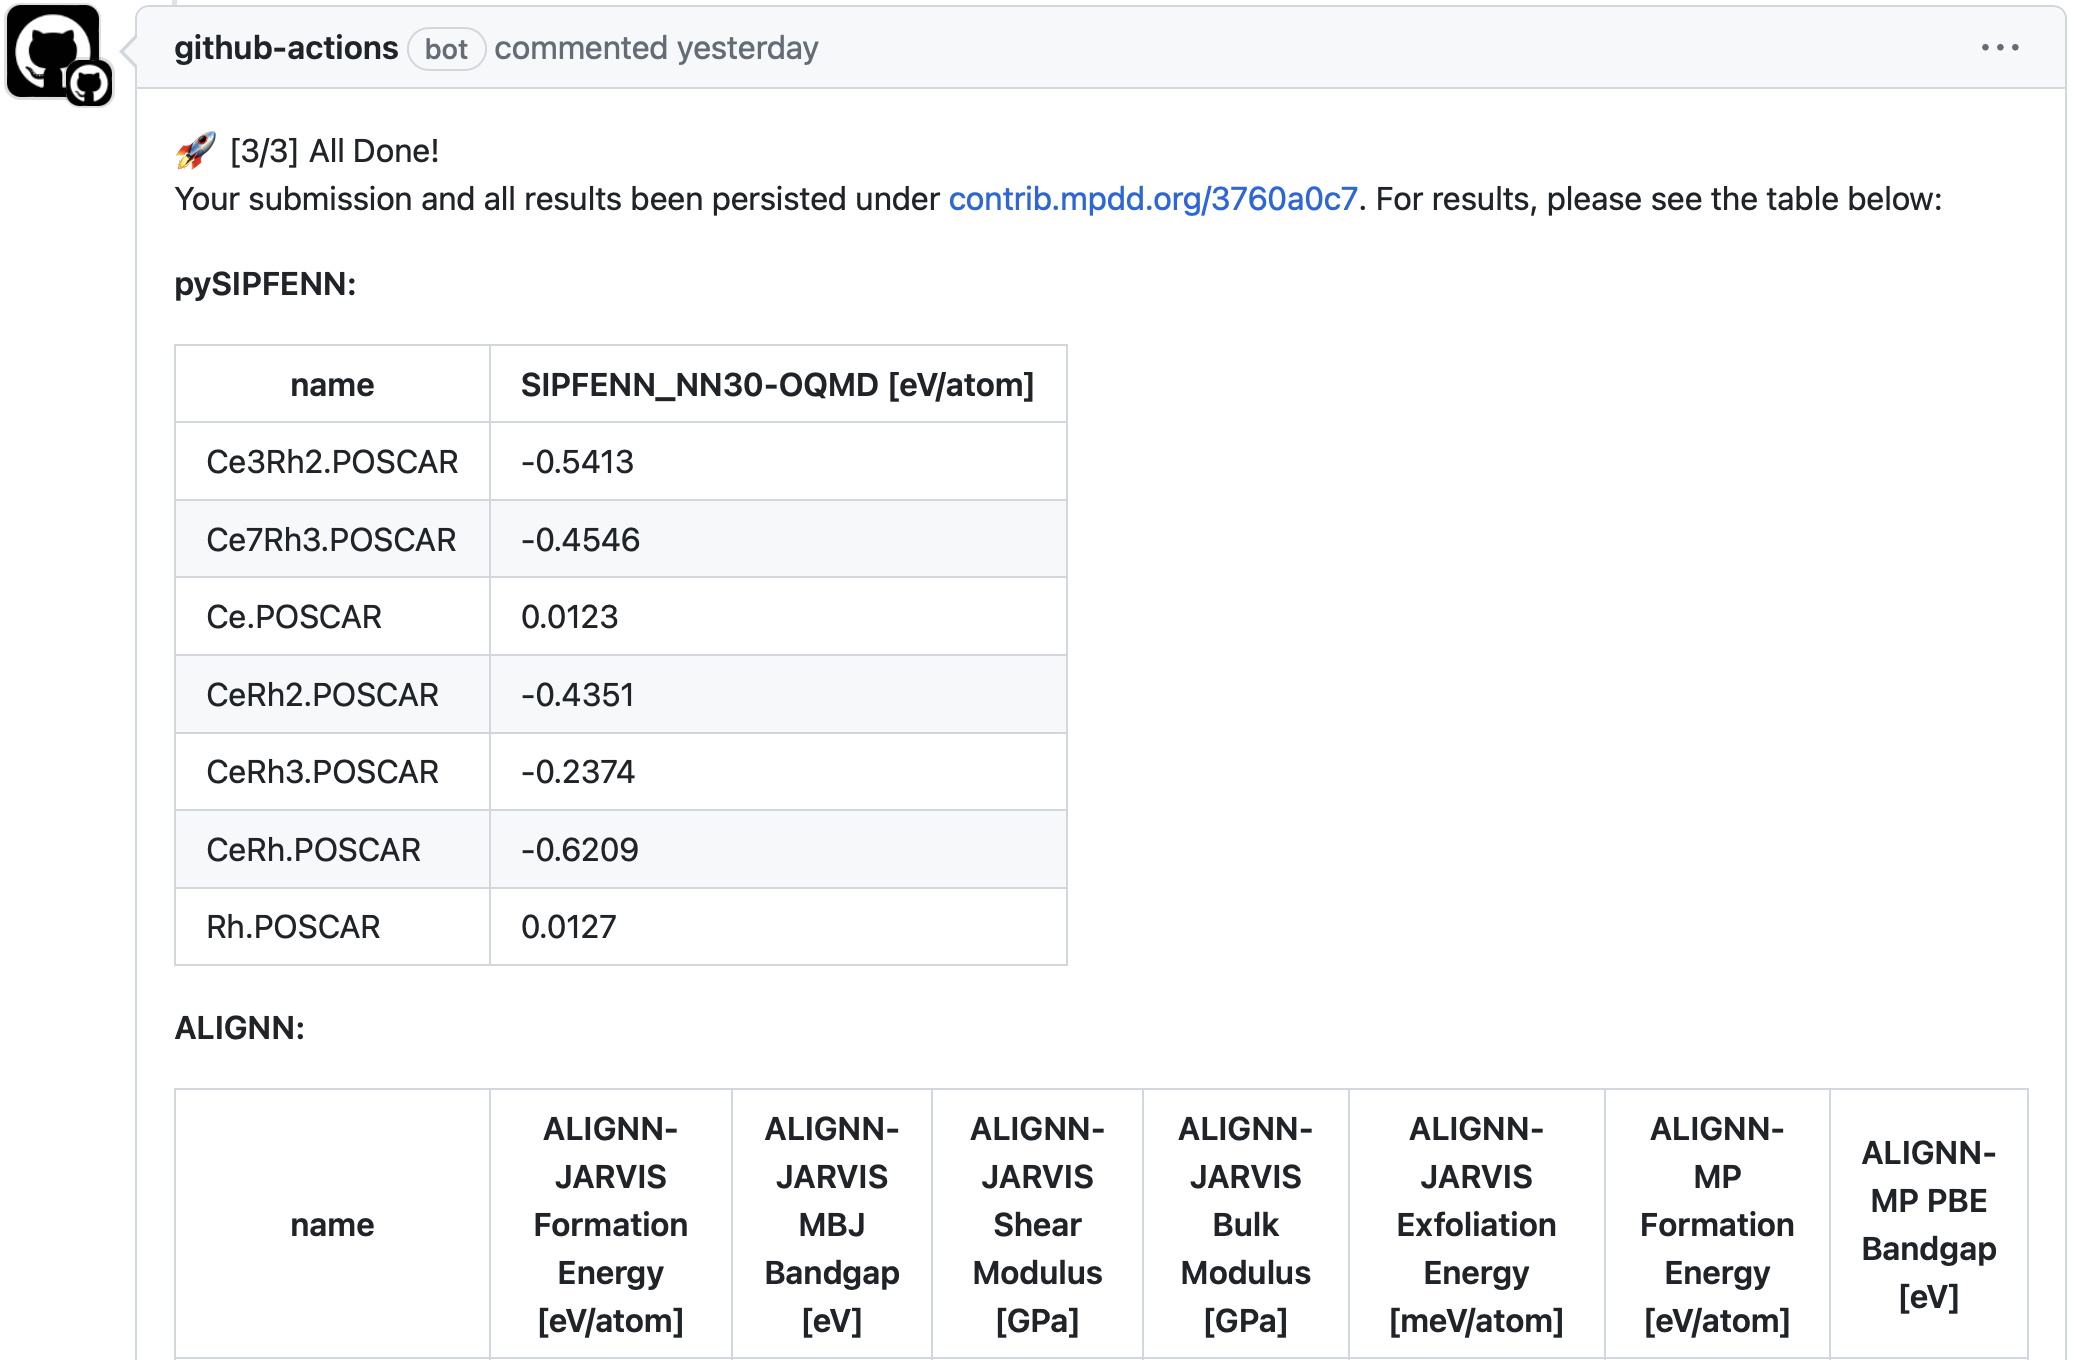 github-actions bot commented yesterday
🚀 [3/3] All Done!
Your submission and all results been persisted under contrib.mpdd.org/3760a0c7. For results, please see the table below:
pySIPFENN:
name SIPFENN_NN30-OQMD [eV/atom]
Ce3Rh2.POSCAR -0.5413
Ce7Rh3.POSCAR -0.4546
Ce.POSCAR 0.0123
CeRh2.POSCAR -0.4351
CeRh3.POSCAR -0.2374
CeRh.POSCAR -0.6209
Rh.POSCAR 0.0127
ALIGNN:
name
ALIGNN-
JARVIS
Formation
Energy
[eV/atom]
ALIGNN-
JARVIS
MBJ
Bandgap
[eV]
ALIGNN-
JARVIS
Shear
Modulus
[GPa]
ALIGNN-
JARVIS
Bulk
Modulus
[GPa]
ALIGNN-
JARVIS
Exfoliation
Energy
[meV/atom]
ALIGNN-
MP
Formation
Energy
[eV/atom]
ALIGNN-
MP PBE
Bandgap
[eV]